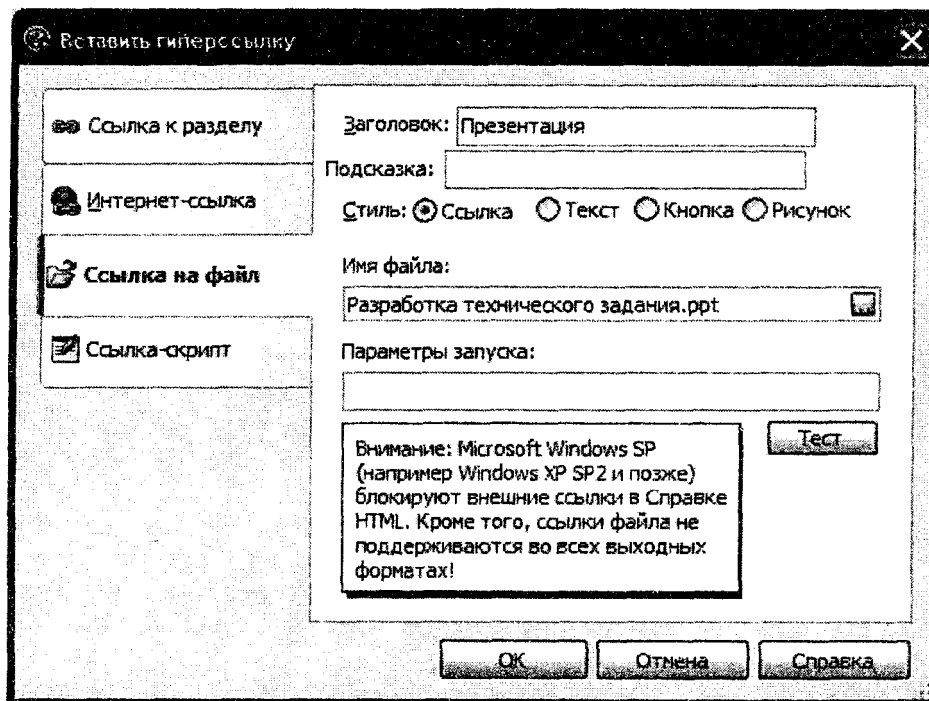 Вставить гиперссылку
Ссылка к разделу
Интернет-ссылка
Ссылка на файл
Ссылка-скрипт
Заголовок: Презентация
Подсказка:
Стиль: Ссылка Текст Кнопка Рисунок
Имя файла:
Разработка технического задания.ppt
Параметры запуска:
Внимание: Microsoft Windows SP
(например Windows XP SP2 и позже)
блокируют внешние ссылки в Справке
HTML. Кроме того, ссылки файла не
поддерживаются во всех выходных
форматах!
Тест
ОК Отмена Справка